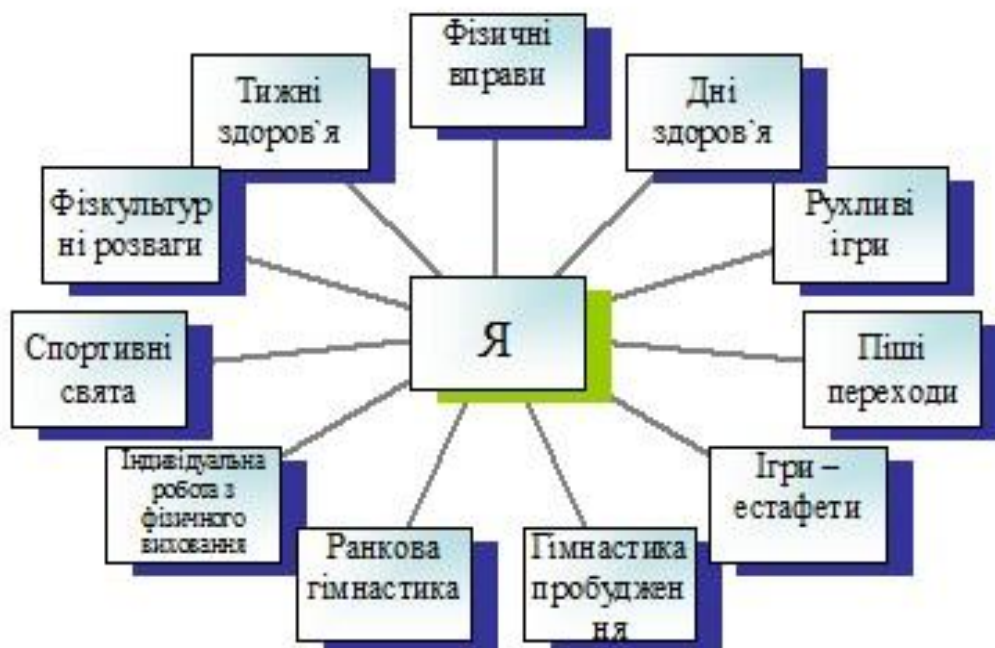 Фізичні
вправи
Тижні
здоров`я
Дні
здоров`я
Фізкультур
ні розваги
Рухливі
ігри
Я
Спортивні
свята
Піші
переходи
Індивідуальна
робота з
фізичного
виховання
Ігри –
естафети
Ранкова
гімнастика
Гімнастика
пробуджен
ня